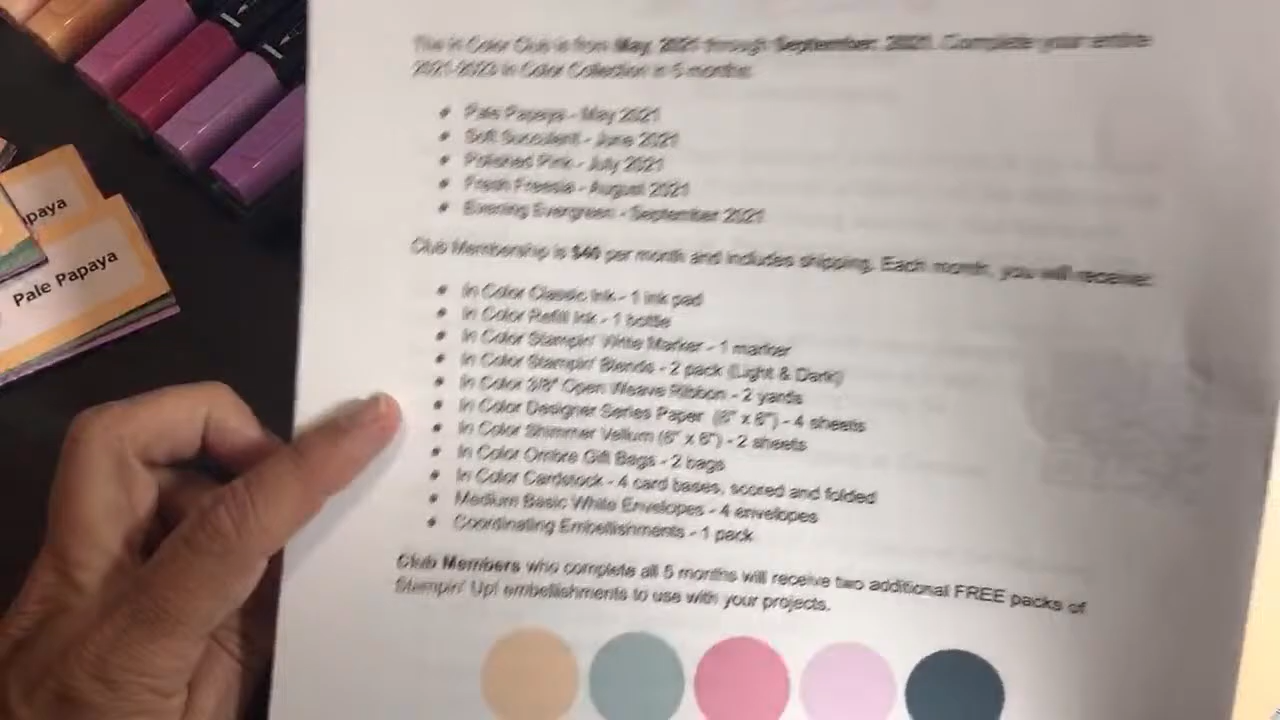 The In Color Club is from May, 2021 through September, 2021. Complete your entire
2021-2023 In Color Collection in 5 months.
Pale Papaya - May 2021
Soft Succulent - June 2021
Polished Pink - July 2021
Fresh Freesia - August 2021
Evening Evergreen - September 2021
Club Membership is $40 per month and includes shipping. Each month, you will receive:
In Color Classic Ink - 1 ink pad
In Color Refill Ink - 1 bottle
In Color Stampin' Write Marker - 1 marker
In Color Stampin' Blends - 2 pack (Light & Dark)
In Color 3/8" Open Weave Ribbon - 2 yards
In Color Designer Series Paper (6" x 6") - 4 sheets
In Color Shimmer Vellum (6" x 6") - 2 sheets
In Color Ombre Gift Bags - 2 bags
In Color Cardstock - 4 card bases, scored and folded
Medium Basic White Envelopes - 4 envelopes
Coordinating Embellishments - 1 pack
Club Members who complete all 5 months will receive two additional FREE packs of
Stampin' Up! embellishments to use with your projects.
paya
Pale Papaya